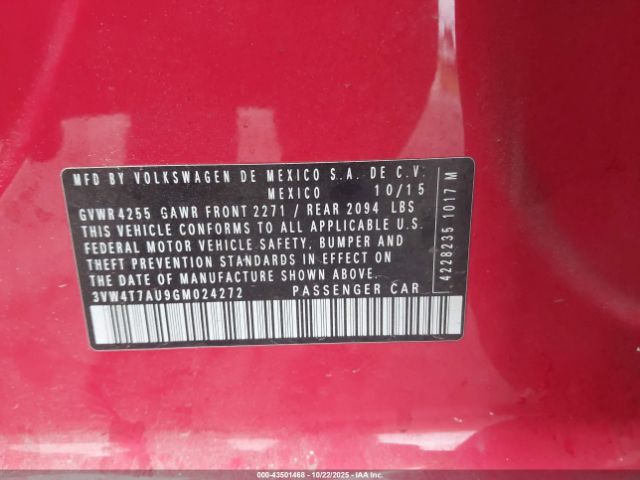 MFD BY VOLKSWAGEN DE MEXICO S.A. DE C.V.
MEXICO 10/15
GVWR 4255 GAWR FRONT 2271 / REAR 2094 LBS
THIS VEHICLE CONFORMS TO ALL APPLICABLE
FEDERAL MOTOR VEHICLE SAFETY, BUMPER AND
THEFT PREVENTION STANDARDS IN EFFECT ON
THE DATE OF MANUFACTURE SHOWN ABOVE.
3VW4T7AU9GM024272 PASSENGER CAR
4228235 1017 M
000-43501468 - 10/22/2025 - IAA